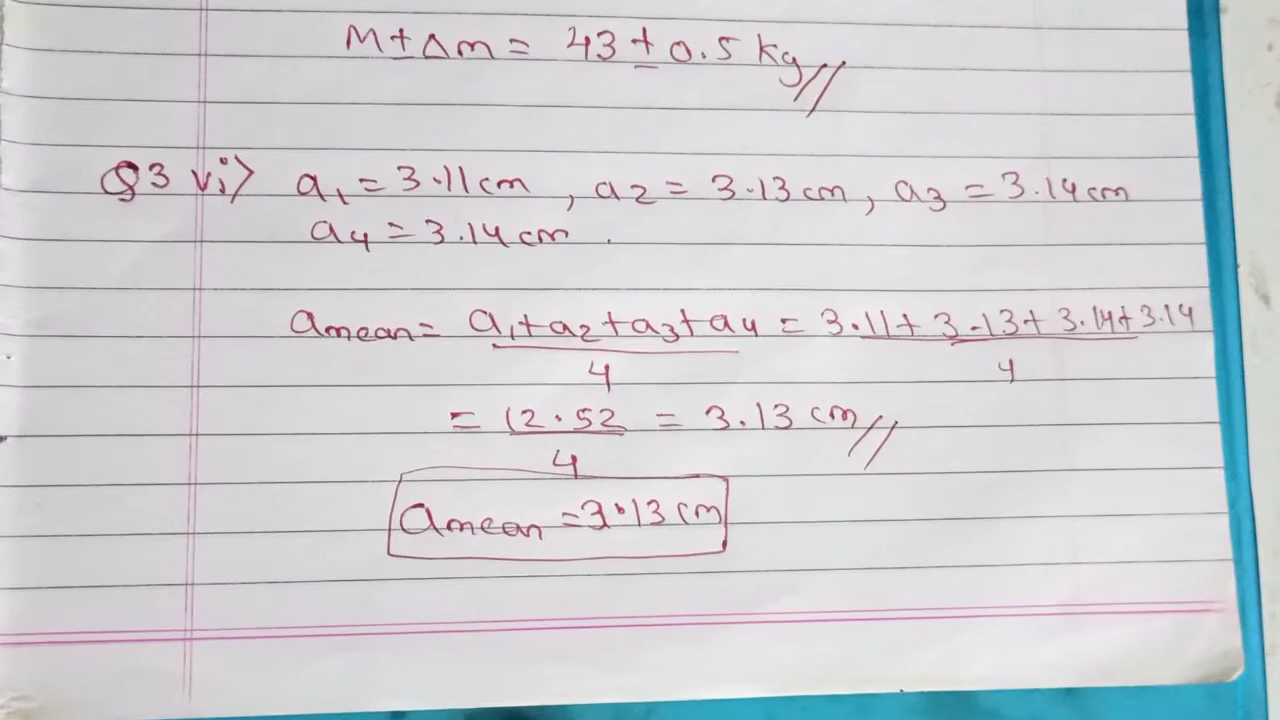 M ± Δm = 43 ± 0.5 kg//
Q3 vi> a1 = 3.11 cm , a2 = 3.13 cm , a3 = 3.14 cm
a4 = 3.14 cm .
amean = a1+a2+a3+a4 = 3.11 + 3.13 + 3.14 + 3.14
4 4
= 12.52 = 3.13 cm//
4
amean = 3.13 cm